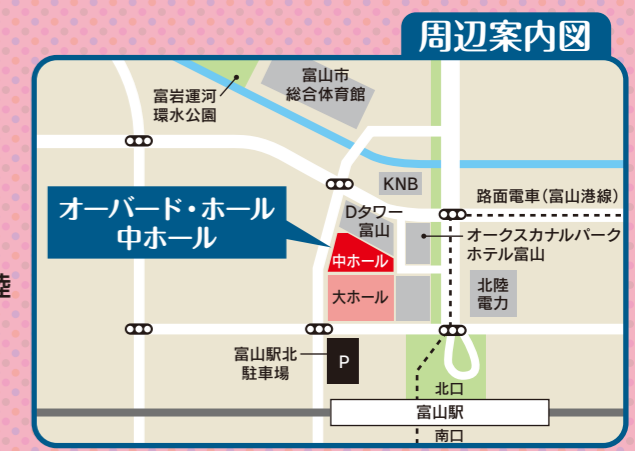 周辺案内図
富山市
総合体育館
富岩運河
環水公園
KNB
路面電車(富山港線)
オーバード・ホール
中ホール
Dタワー
富山
オークスカナルパーク
ホテル富山
中ホール
大ホール
北陸
電力
陸
富山駅北
駐車場
P
北口
富山駅
南口